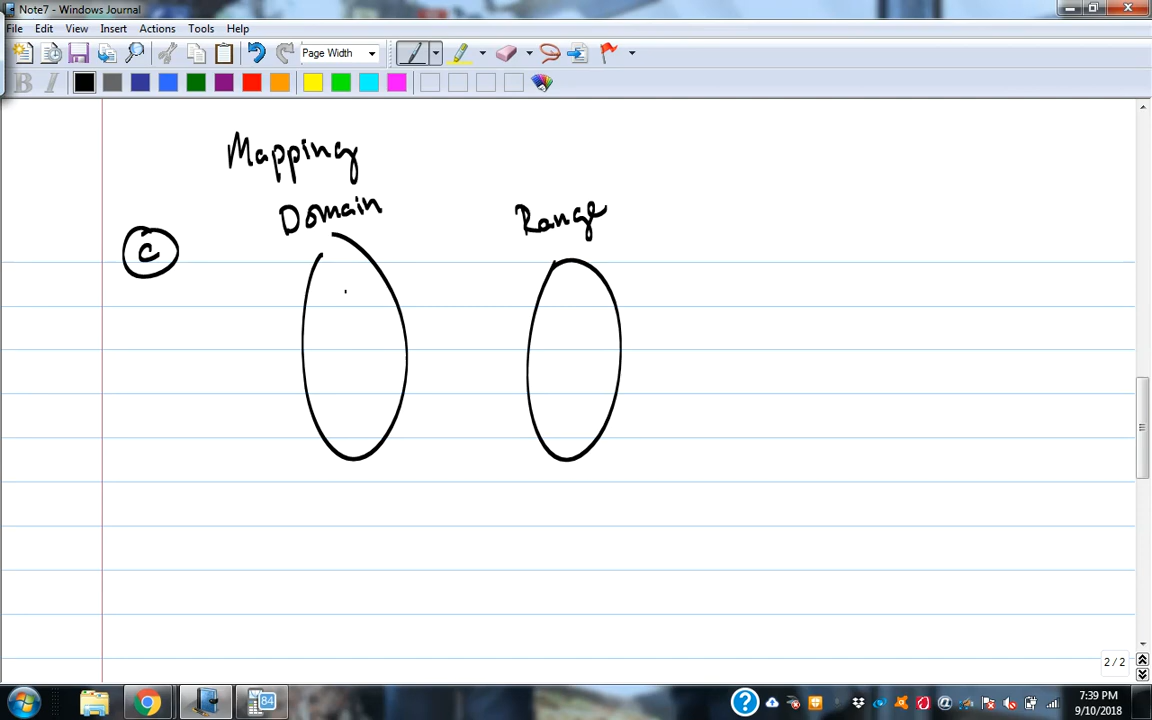 Note7 - Windows Journal
File Edit View Insert Actions Tools Help
Page Width
B I
Mapping
Domain Range
C
2 / 2
84
7:39 PM
9/10/2018